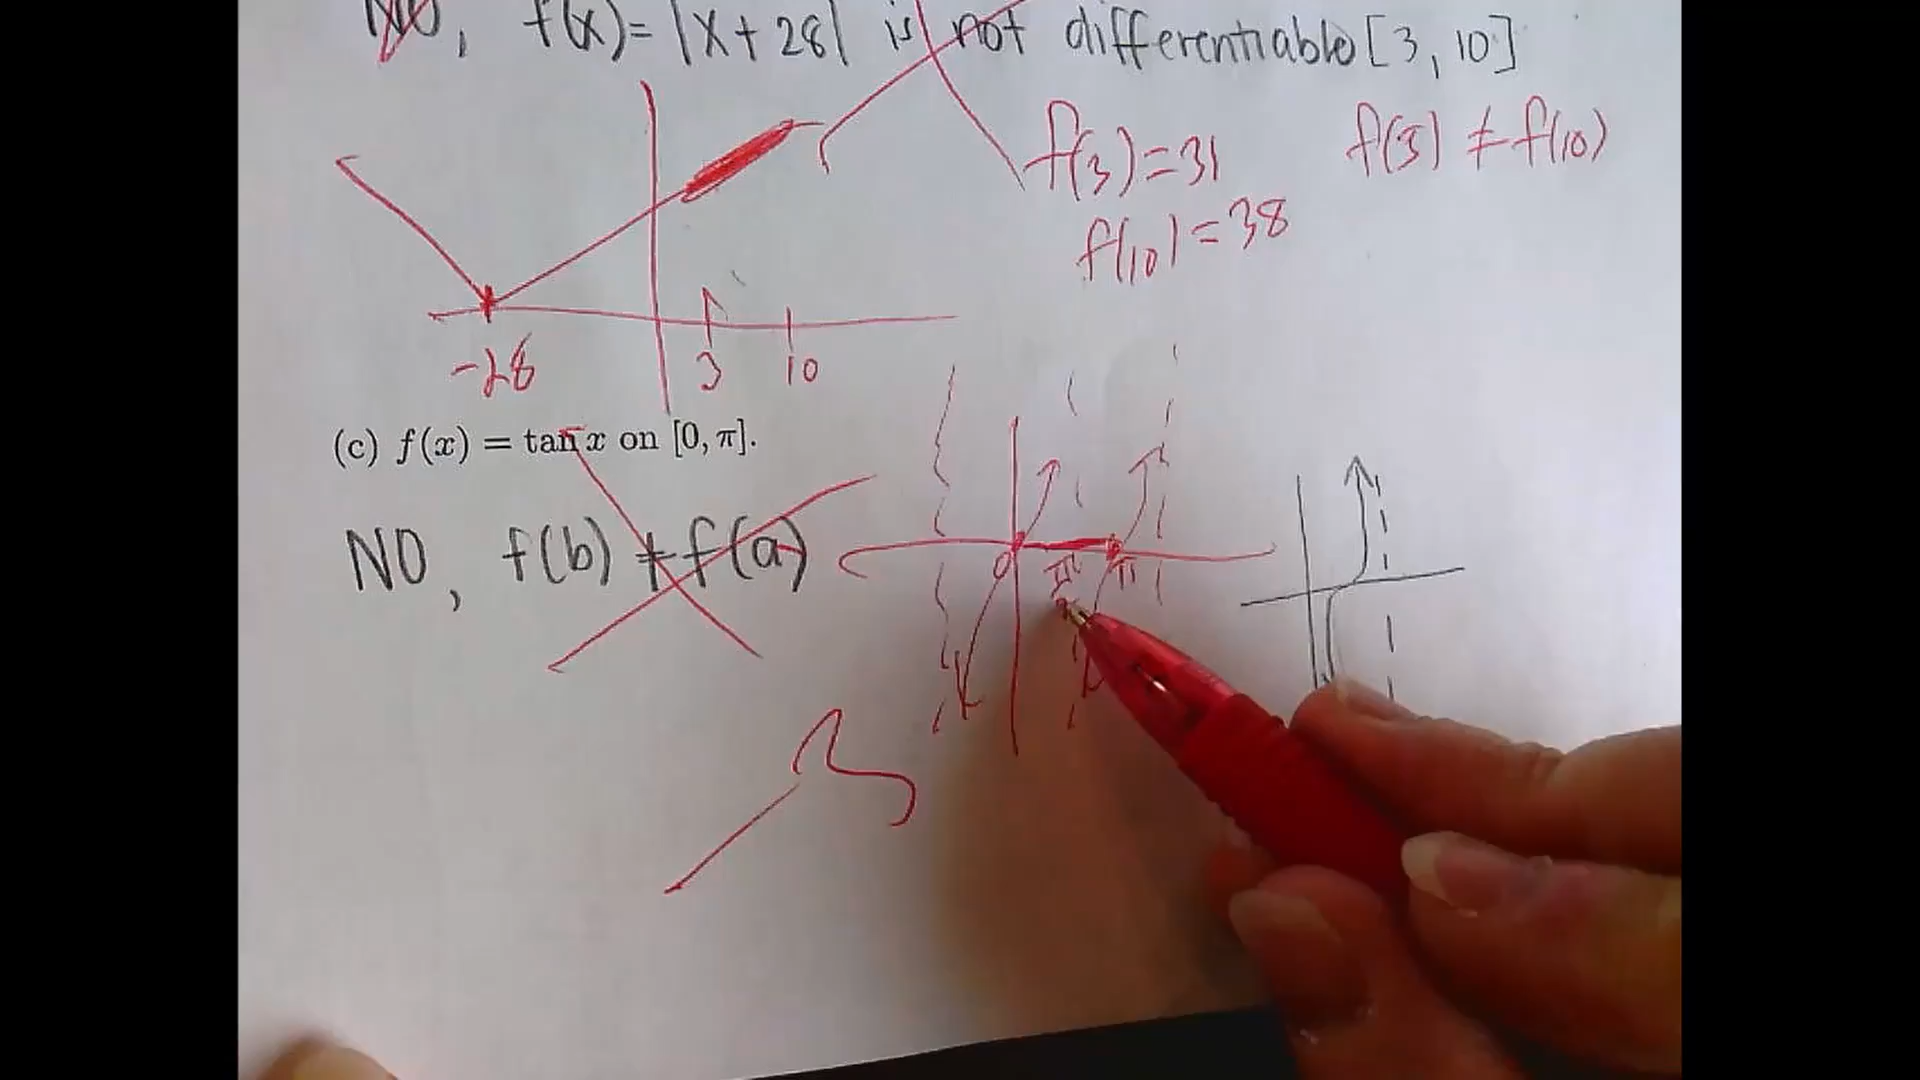 NO, f(x)= |x+28| is not differentiable [3, 10]
f(3)=31 f(3) ≠ f(10)
f(10)=38
-28 3 10
(c) f(x) = tan x on [0, π].
NO, f(b) ≠ f(a)
0 π